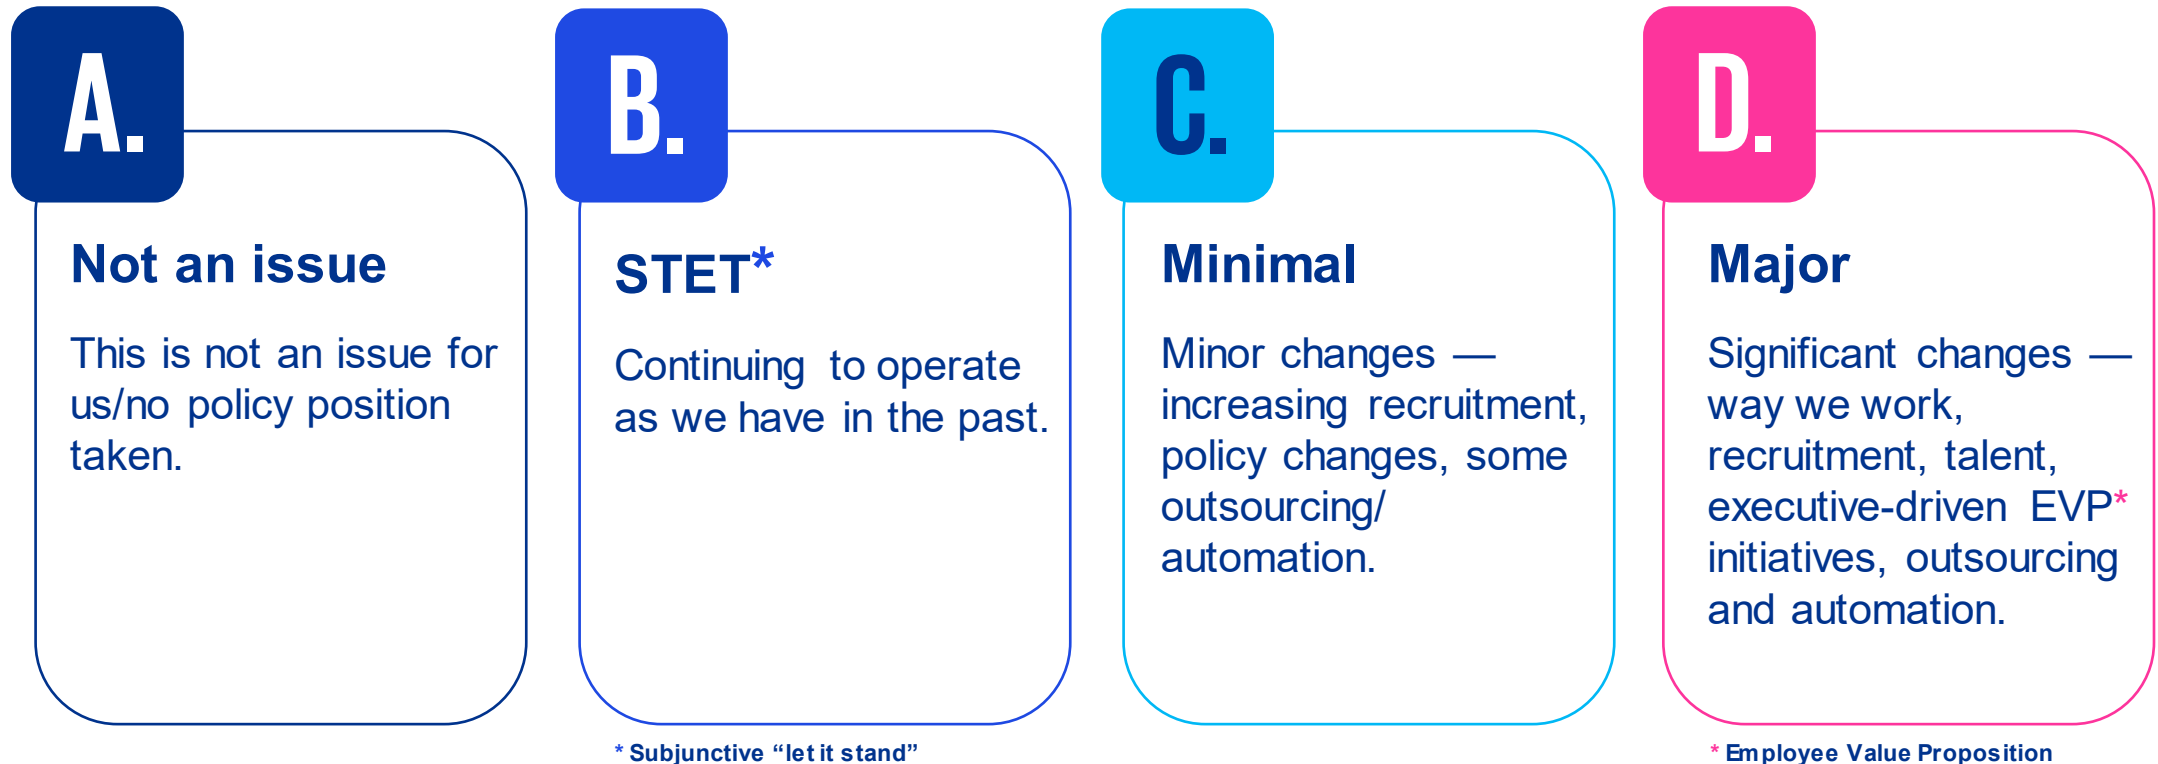 A.
Not an issue
This is not an issue for
us/no policy position
taken.
B.
STET*
Continuing to operate
as we have in the past.
* Subjunctive “let it stand”
C.
Minimal
Minor changes —
increasing recruitment,
policy changes, some
outsourcing/
automation.
D.
Major
Significant changes —
way we work,
recruitment, talent,
executive-driven EVP*
initiatives, outsourcing
and automation.
* Employee Value Proposition